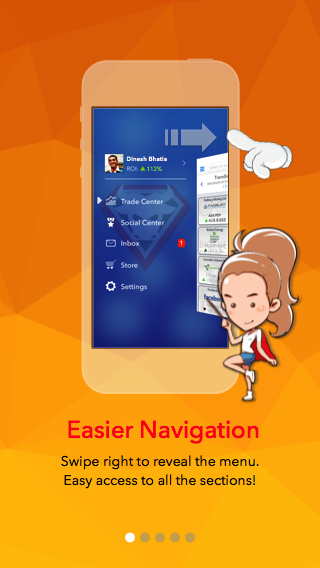 Dinesh Bhatia
ROI: ▲ 112%
Trade Center
Social Center
Inbox
1
Store
Settings
Easier Navigation
Swipe right to reveal the menu.
Easy access to all the sections!